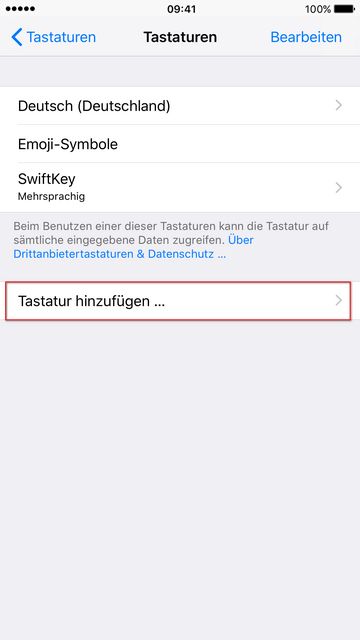 09:41
100%
Tastaturen
Tastaturen
Bearbeiten
Deutsch (Deutschland)
Emoji-Symbole
SwiftKey
Mehrsprachig
Beim Benutzen einer dieser Tastaturen kann die Tastatur auf
sämtliche eingegebene Daten zugreifen. Über
Drittanbietertastaturen & Datenschutz ...
Tastatur hinzufügen ...